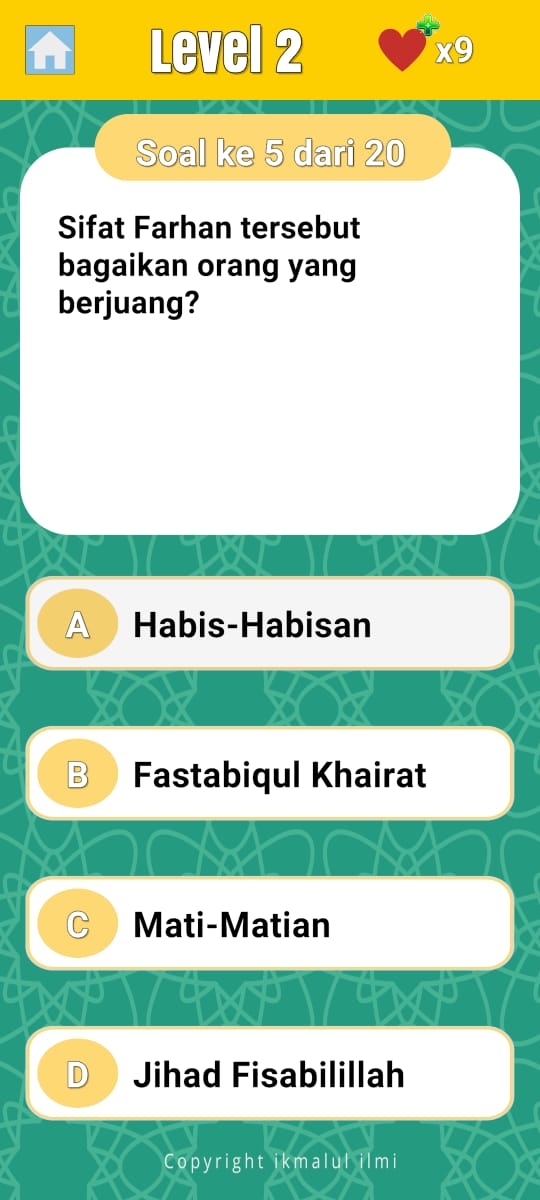 Level 2
x9
Soal ke 5 dari 20
Sifat Farhan tersebut
bagaikan orang yang
berjuang?
A Habis-Habisan
B Fastabiqul Khairat
C Mati-Matian
D Jihad Fisabilillah
Copyright ikmalul ilmi